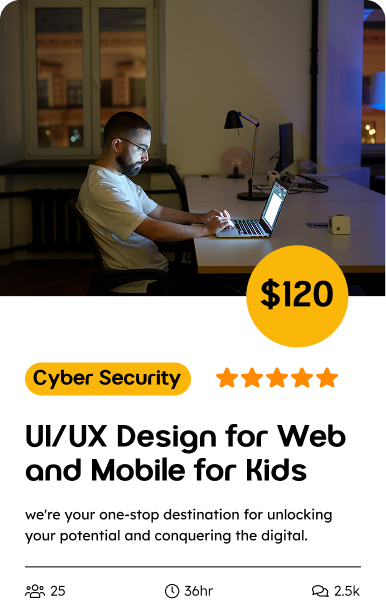 $120
Cyber Security
UI/UX Design for Web
and Mobile for Kids
we're your one-stop destination for unlocking
your potential and conquering the digital.
25 36hr 2.5k